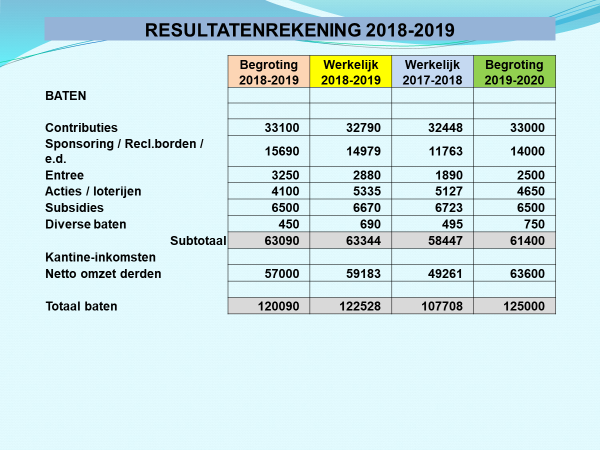 RESULTATENREKENING 2018-2019
Begroting Werkelijk Werkelijk Begroting
2018-2019 2018-2019 2017-2018 2019-2020
BATEN
Contributies 33100 32790 32448 33000
Sponsoring / Recl.borden /
e.d. 15690 14979 11763 14000
Entree 3250 2880 1890 2500
Acties / loterijen 4100 5335 5127 4650
Subsidies 6500 6670 6723 6500
Diverse baten 450 690 495 750
Subtotaal 63090 63344 58447 61400
Kantine-inkomsten
Netto omzet derden 57000 59183 49261 63600
Totaal baten 120090 122528 107708 125000